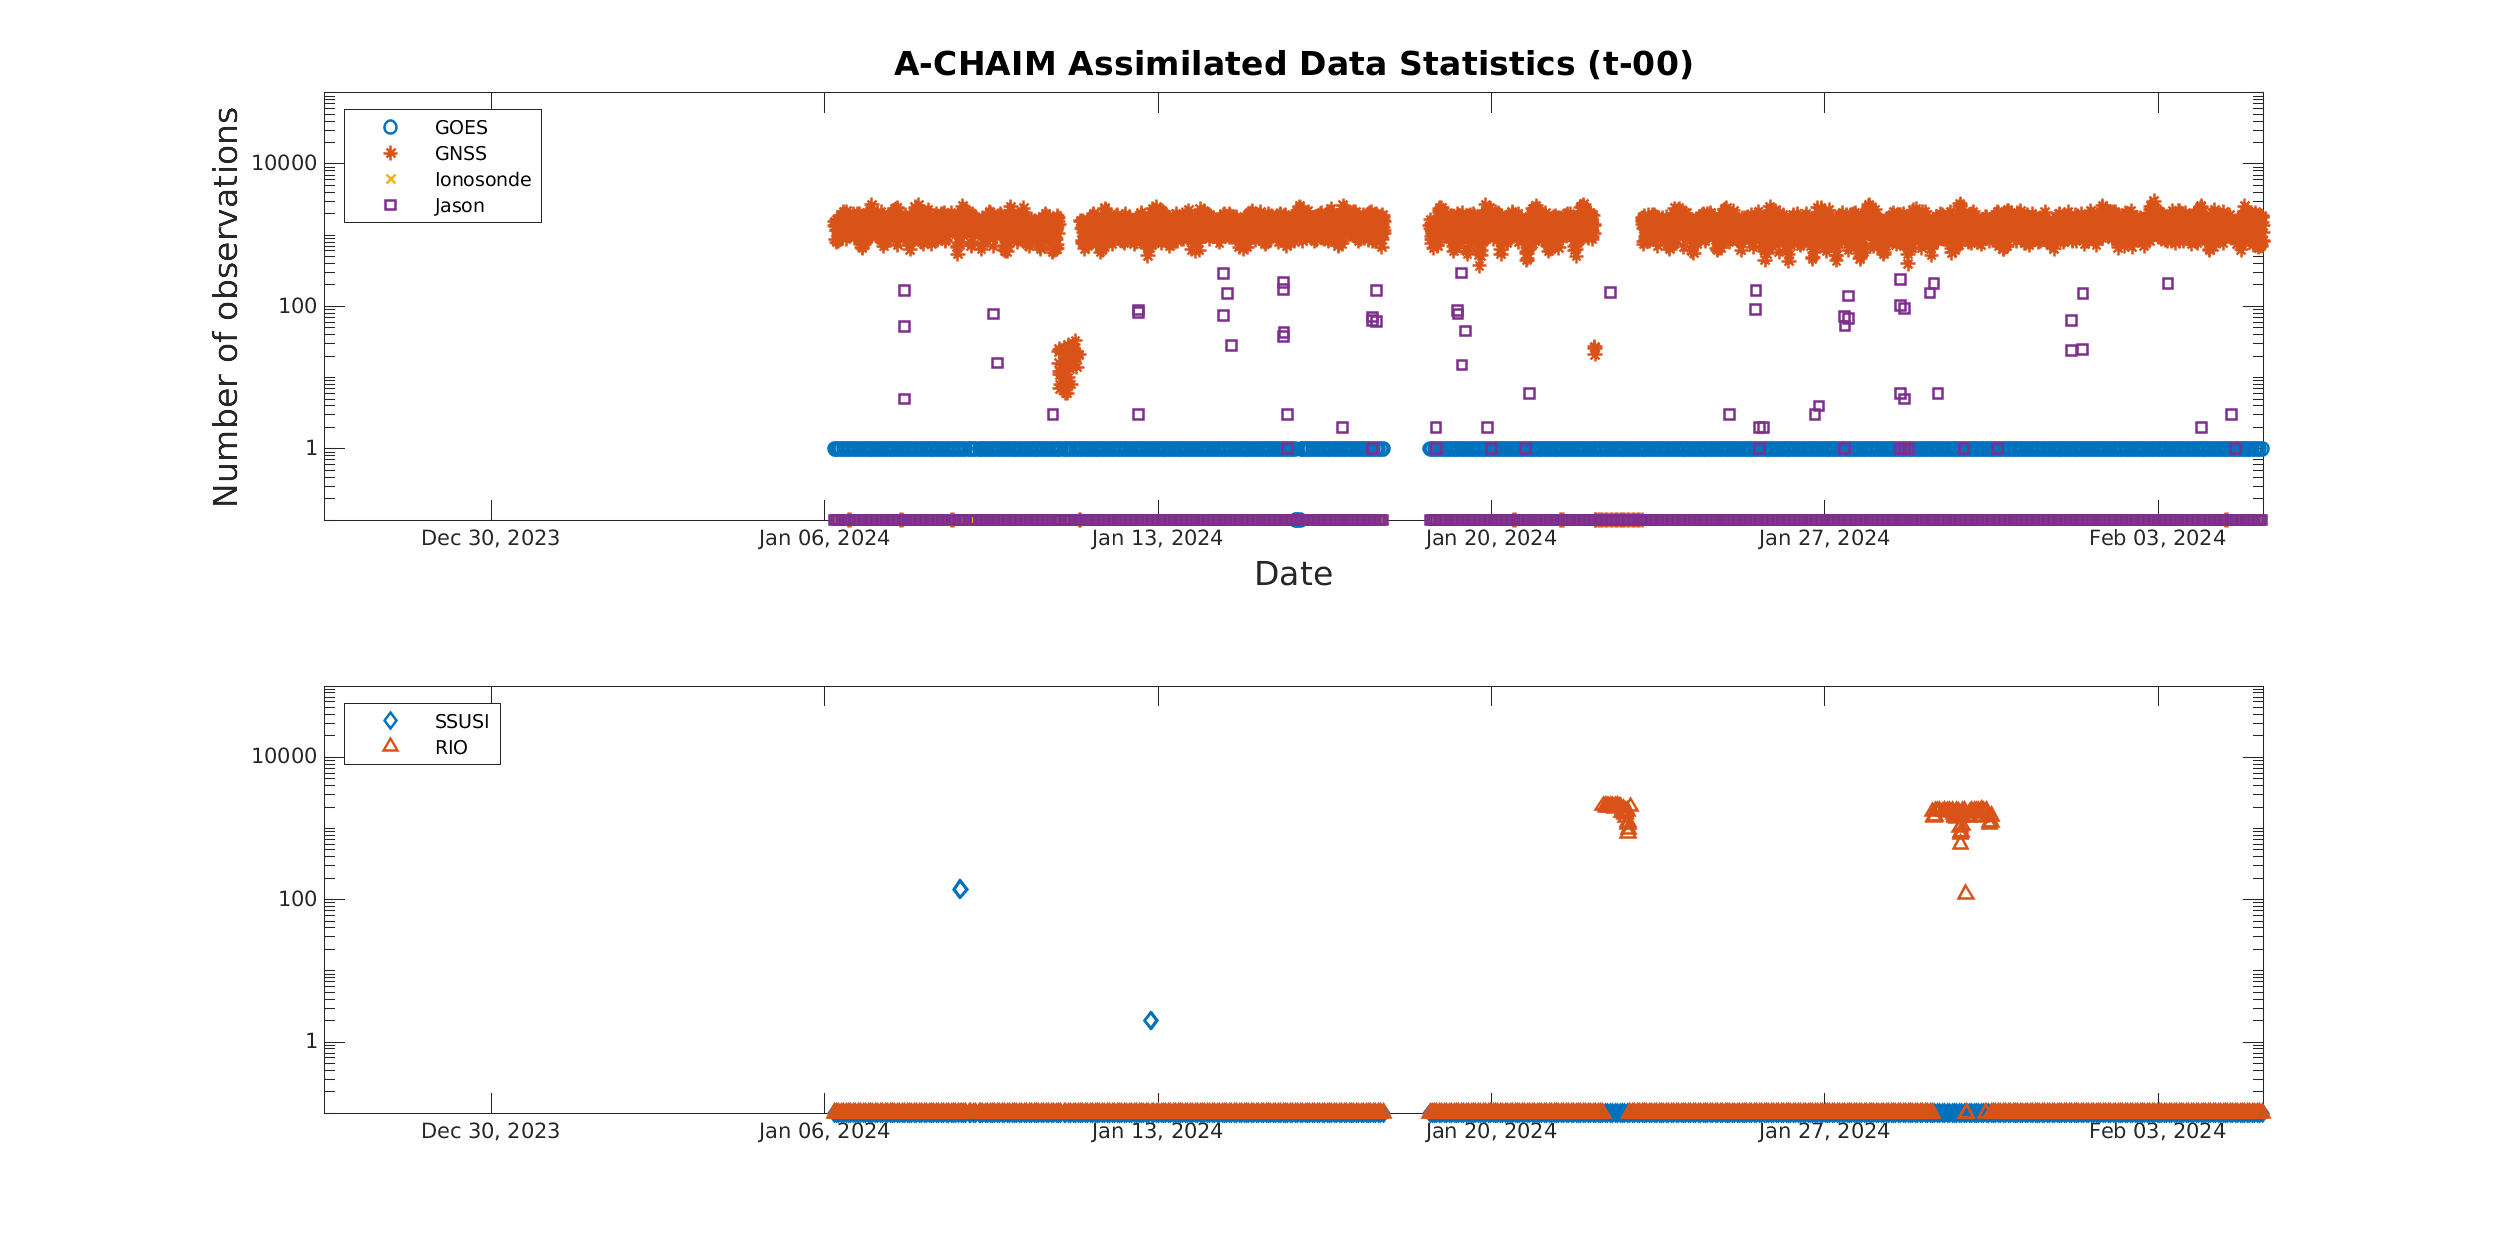 A-CHAIM Assimilated Data Statistics (t-00)
Number of observations
10000
100
1
GOES
GNSS
Ionosonde
Jason
Dec 30, 2023
Jan 06, 2024
Jan 13, 2024
Jan 20, 2024
Jan 27, 2024
Feb 03, 2024
Date
10000
100
1
SSUSI
RIO
Dec 30, 2023
Jan 06, 2024
Jan 13, 2024
Jan 20, 2024
Jan 27, 2024
Feb 03, 2024